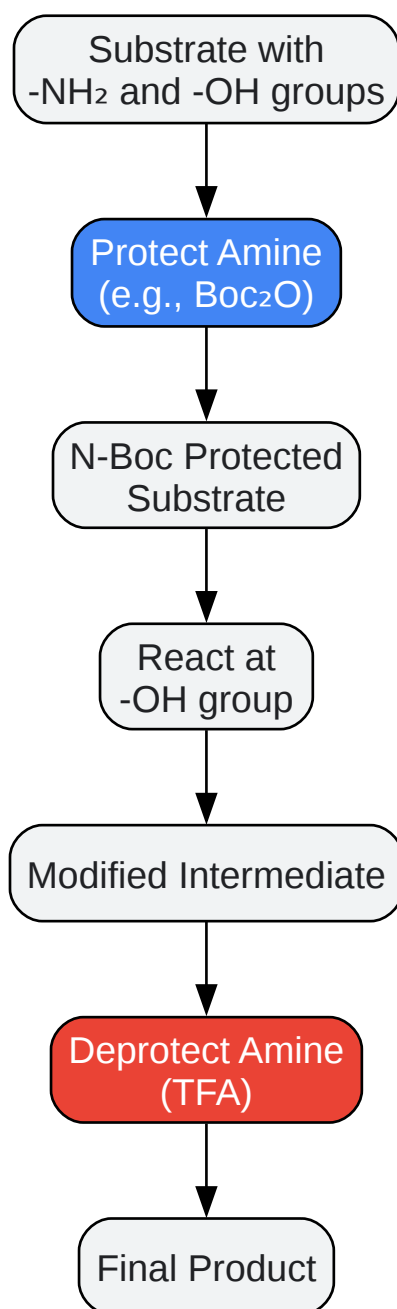 Substrate with
-NH₂ and -OH groups
Protect Amine
(e.g., Boc₂O)
N-Boc Protected
Substrate
React at
-OH group
Modified Intermediate
Deprotect Amine
(TFA)
Final Product